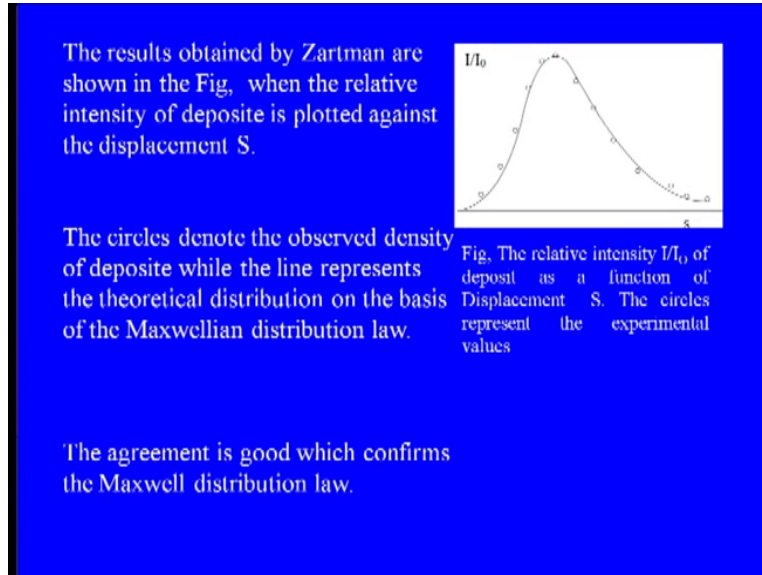 The results obtained by Zartman are
shown in the Fig, when the relative
intensity of deposite is plotted against
the displacement S.
I/I₀
S
The circles denote the observed density
of deposite while the line represents
the theoretical distribution on the basis
of the Maxwellian distribution law.
Fig, The relative intensity I/I₀ of
deposit as a function of
Displacement S. The circles
represent the experimental
values
The agreement is good which confirms
the Maxwell distribution law.